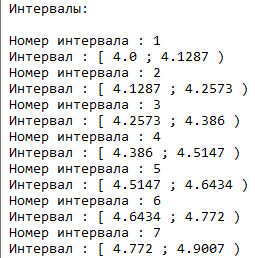 Интервалы:
Номер интервала : 1
Интервал : [ 4.0 ; 4.1287 )
Номер интервала : 2
Интервал : [ 4.1287 ; 4.2573 )
Номер интервала : 3
Интервал : [ 4.2573 ; 4.386 )
Номер интервала : 4
Интервал : [ 4.386 ; 4.5147 )
Номер интервала : 5
Интервал : [ 4.5147 ; 4.6434 )
Номер интервала : 6
Интервал : [ 4.6434 ; 4.772 )
Номер интервала : 7
Интервал : [ 4.772 ; 4.9007 )